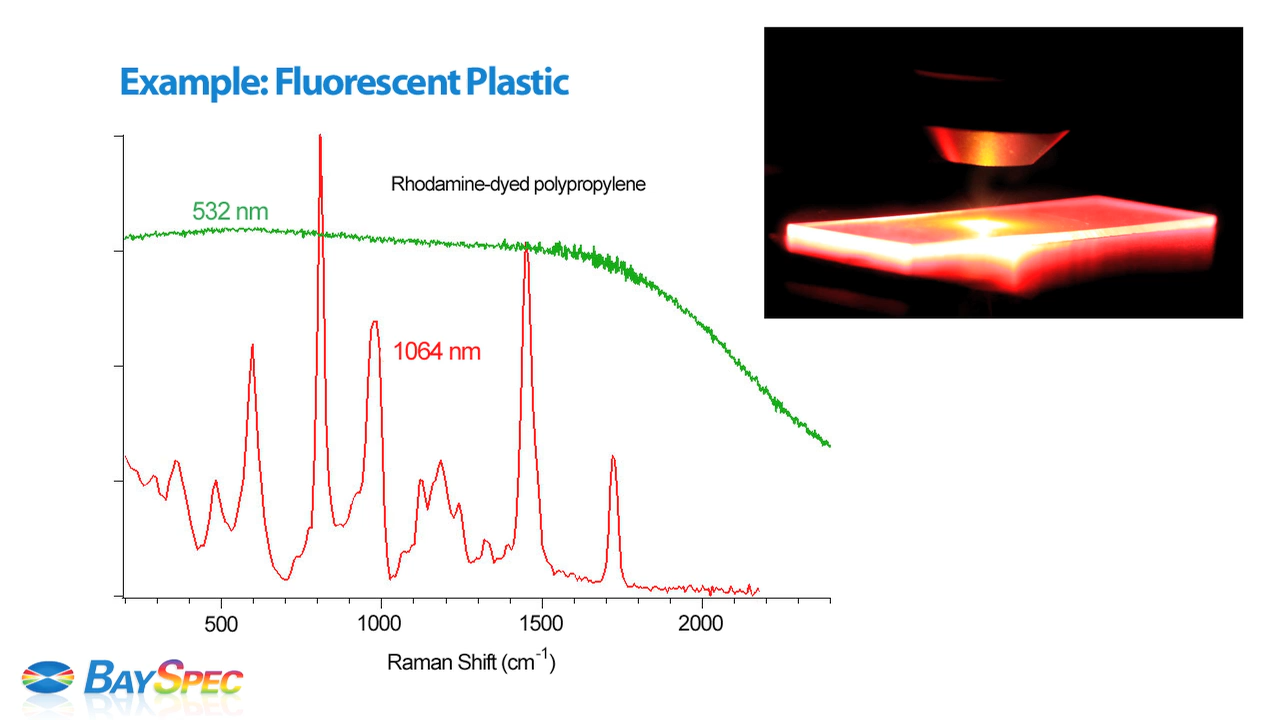 Example: Fluorescent Plastic
Rhodamine-dyed polypropylene
532 nm
1064 nm
500
1000
1500
2000
Raman Shift (cm⁻¹)
BAYSPEC